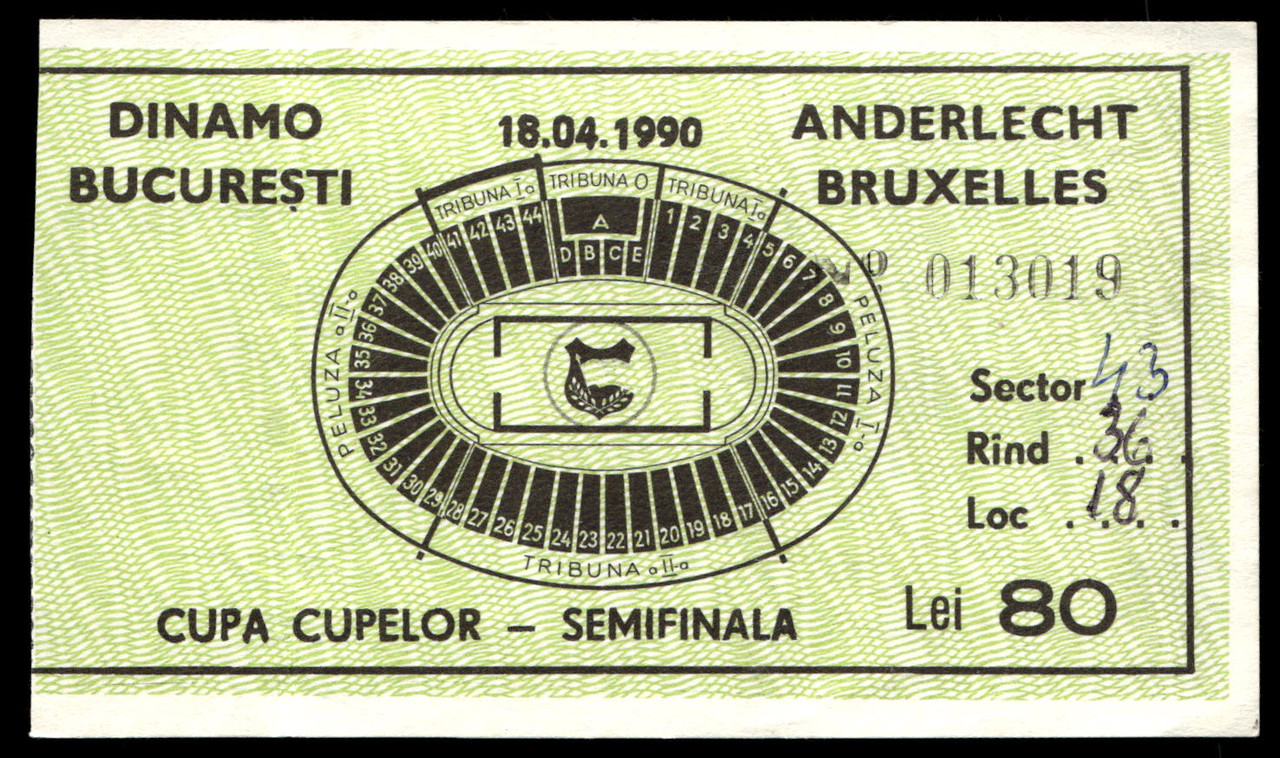 DINAMO
BUCUREȘTI
18.04.1990
ANDERLECHT
BRUXELLES
TRIBUNA I-a
TRIBUNA O
TRIBUNA I-a
A
D B C E
1 2 3 4 5 6 7 8 9 10 11 12 13 14 15 16 17 18 19 20 21 22 23 24 25 26 27 28 29 30 31 32 33 34 35 36 37 38 39 40 41 42 43 44
PELUZA a II-a
PELUZA I-a
TRIBUNA a II-a
Nº 013019
Sector 43
Rînd . 36 . .
Loc . 18 . .
CUPA CUPELOR – SEMIFINALA
Lei 80